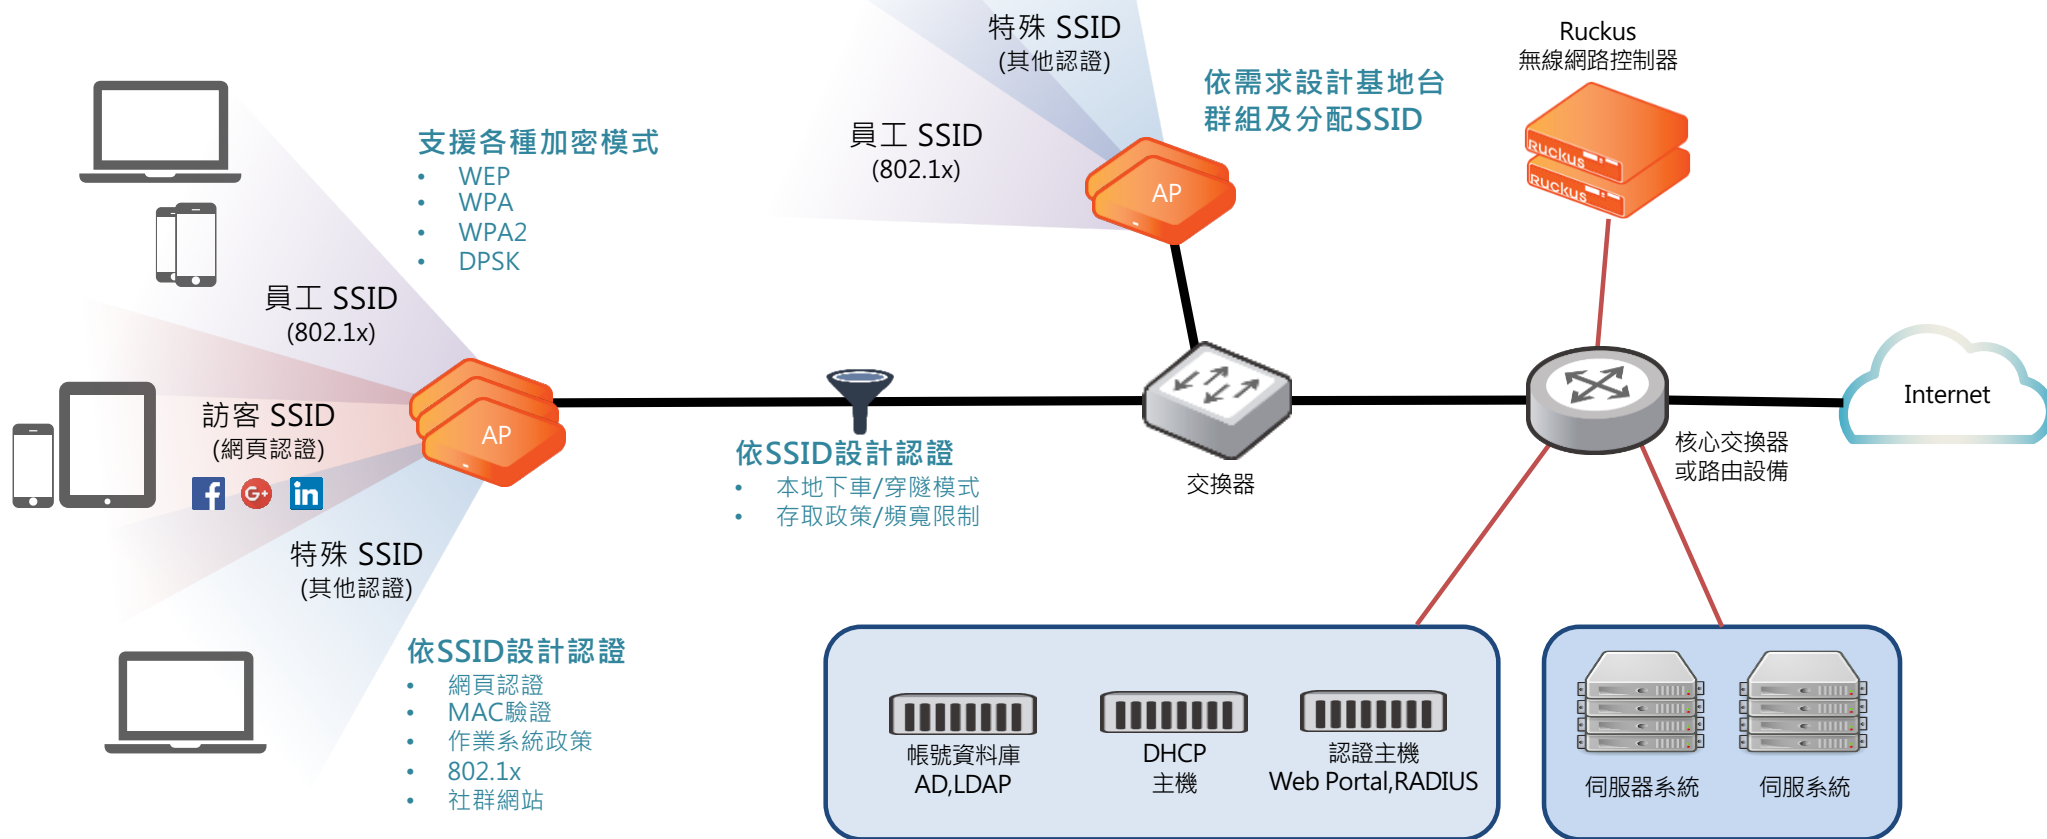 特殊 SSID
(其他認證)
Ruckus
無線網路控制器
依需求設計基地台
群組及分配SSID
員工 SSID
(802.1x)
AP
Ruckus
Ruckus
支援各種加密模式
• WEP
• WPA
• WPA2
• DPSK
員工 SSID
(802.1x)
訪客 SSID
(網頁認證)
f G+ in
AP
特殊 SSID
(其他認證)
依SSID設計認證
• 本地下車/穿隧模式
• 存取政策/頻寬限制
交換器
核心交換器
或路由設備
Internet
依SSID設計認證
• 網頁認證
• MAC驗證
• 作業系統政策
• 802.1x
• 社群網站
帳號資料庫
AD,LDAP
DHCP
主機
認證主機
Web Portal,RADIUS
伺服器系統
伺服系統